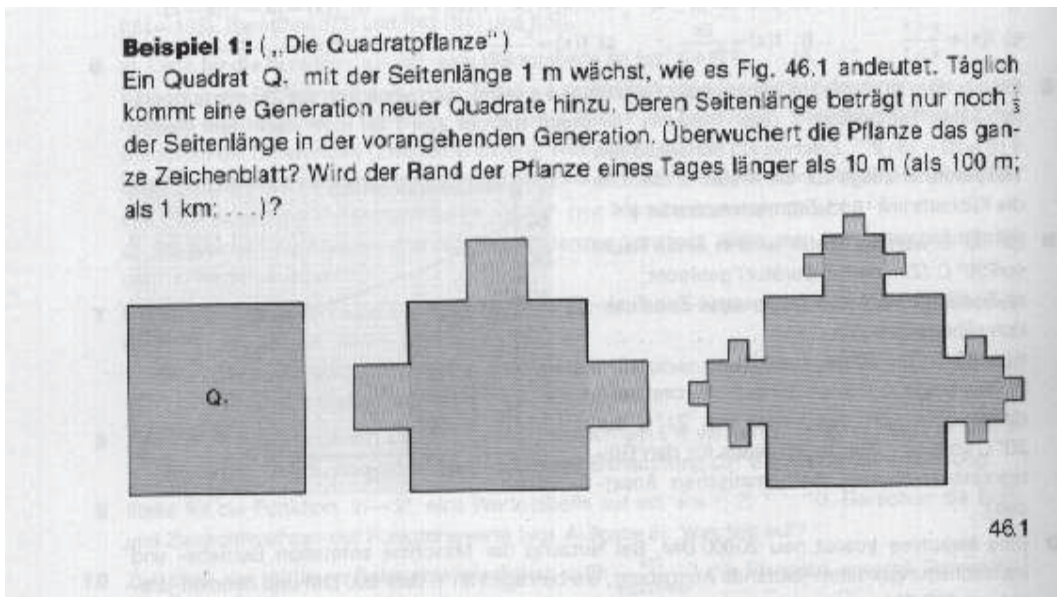 Beispiel 1: („Die Quadratpflanze“)
Ein Quadrat Q. mit der Seitenlänge 1 m wächst, wie es Fig. 46.1 andeutet. Täglich
kommt eine Generation neuer Quadrate hinzu. Deren Seitenlänge beträgt nur noch ⅓
der Seitenlänge in der vorangehenden Generation. Überwuchert die Pflanze das gan-
ze Zeichenblatt? Wird der Rand der Pflanze eines Tages länger als 10 m (als 100 m;
als 1 km; ....)?
Q.
46.1